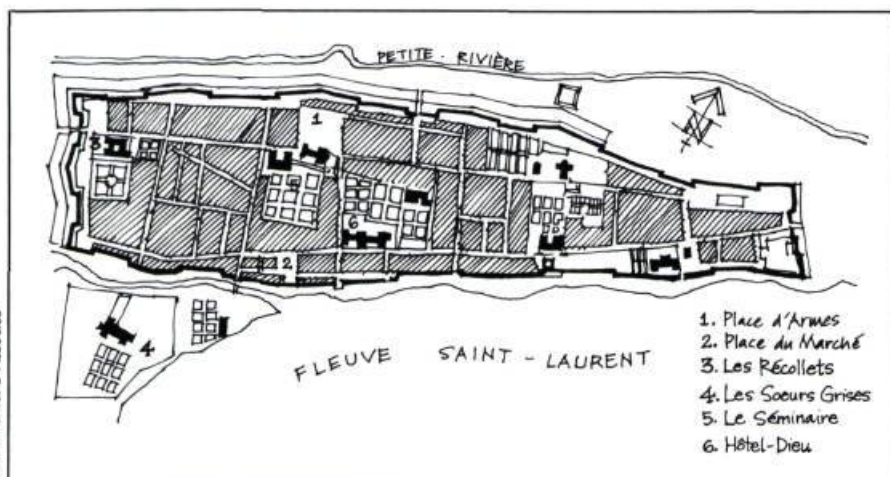 PETITE-RIVIÈRE
1
3
5
6
2
4
FLEUVE SAINT-LAURENT
1. Place d'Armes
2. Place du Marché
3. Les Récollets
4. Les Soeurs Grises
5. Le Séminaire
6. Hôtel-Dieu